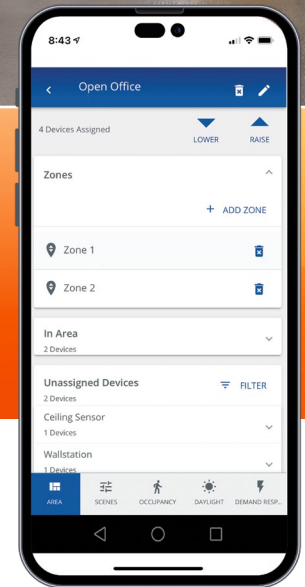 8:43
Open Office
4 Devices Assigned
LOWER
RAISE
Zones
+ ADD ZONE
Zone 1
Zone 2
In Area
2 Devices
Unassigned Devices
2 Devices
FILTER
Ceiling Sensor
1 Devices
Wallstation
1 Devices
AREA
SCENES
OCCUPANCY
DAYLIGHT
DEMAND RESP..